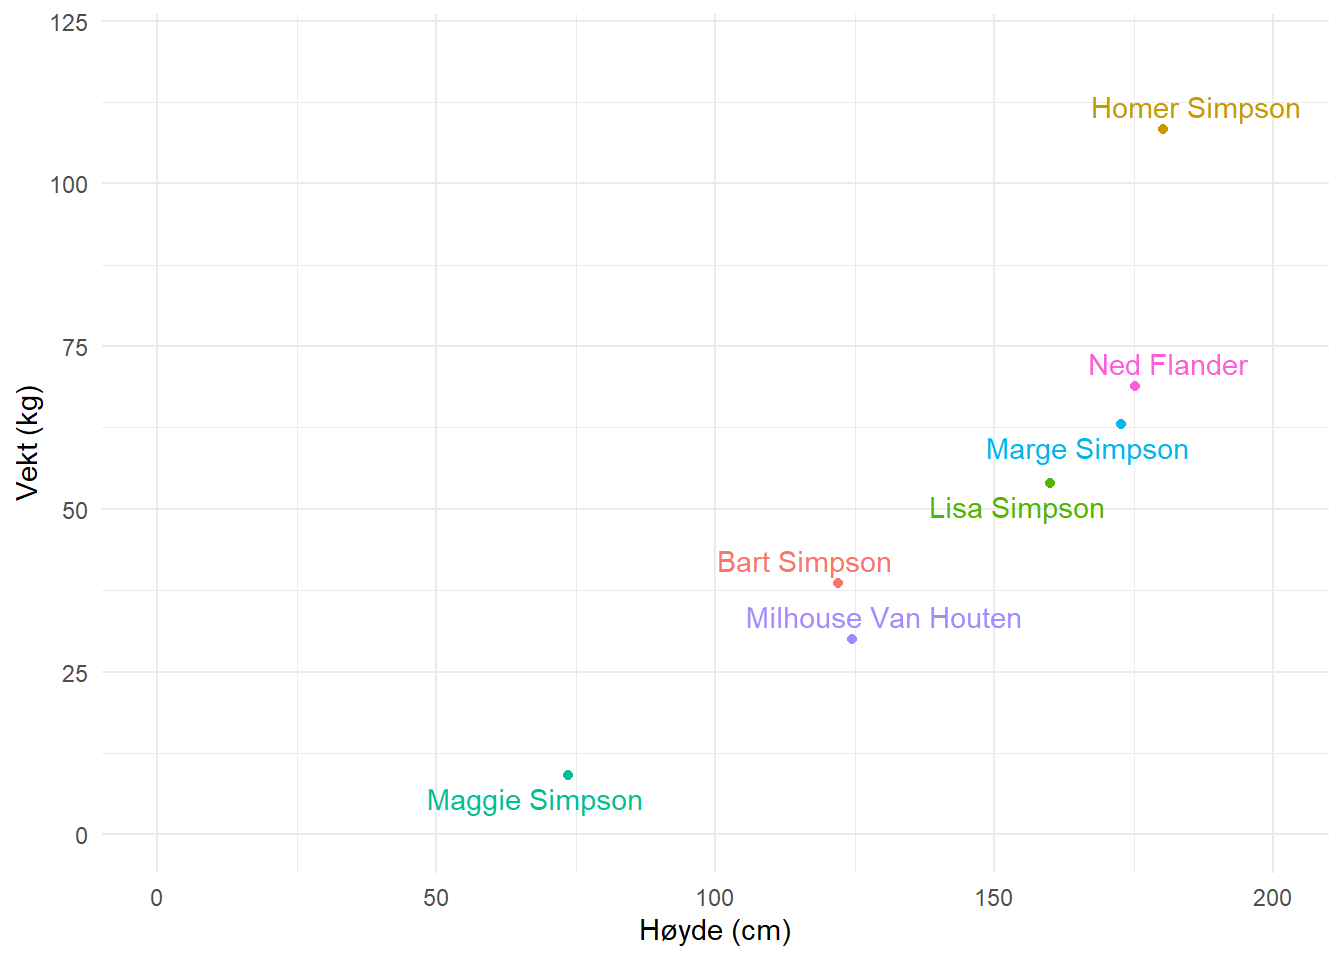 125
Homer Simpson
100
75
Ned Flander
Marge Simpson
Lisa Simpson
50
Bart Simpson
Milhouse Van Houten
25
Maggie Simpson
0
Vekt (kg)
0
50
100
150
200
Høyde (cm)